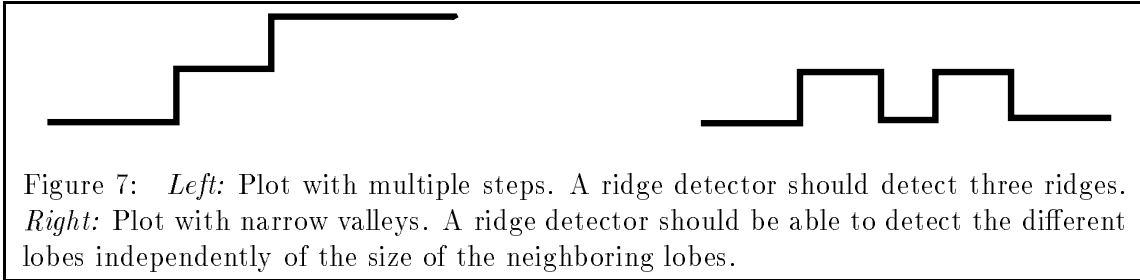 Figure 7: Left: Plot with multiple steps. A ridge detector should detect three ridges.
Right: Plot with narrow valleys. A ridge detector should be able to detect the different
lobes independently of the size of the neighboring lobes.